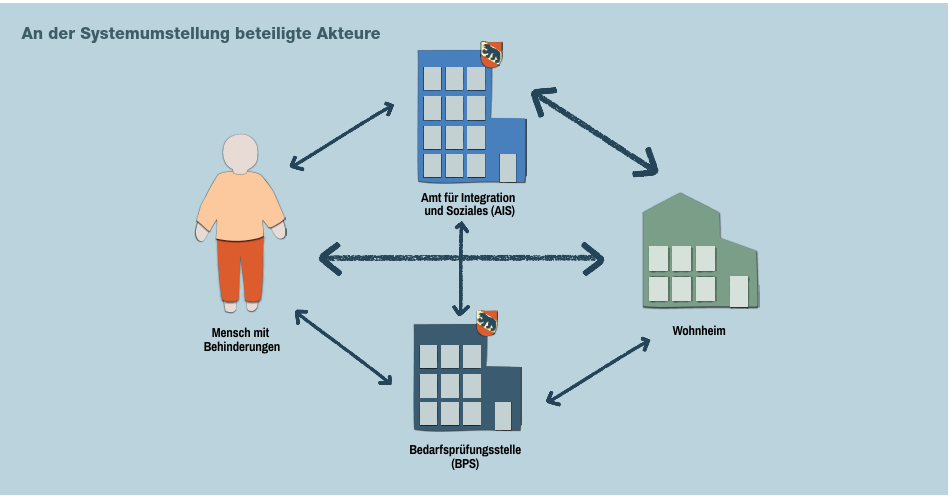 An der Systemumstellung beteiligte Akteure
Amt für Integration
und Soziales (AIS)
Mensch mit
Behinderungen
Wohnheim
Bedarfsprüfungsstelle
(BPS)